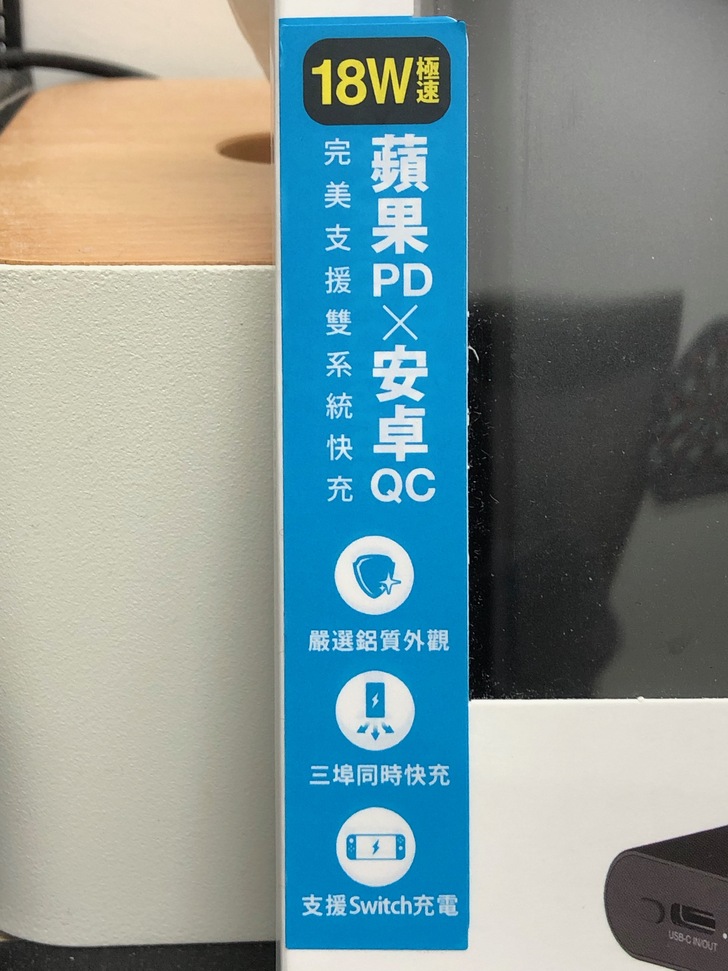 18W極速
蘋果PD×安卓QC
完美支援雙系統快充
嚴選鋁質外觀
三埠同時快充
支援Switch充電
USB-C IN/OUT